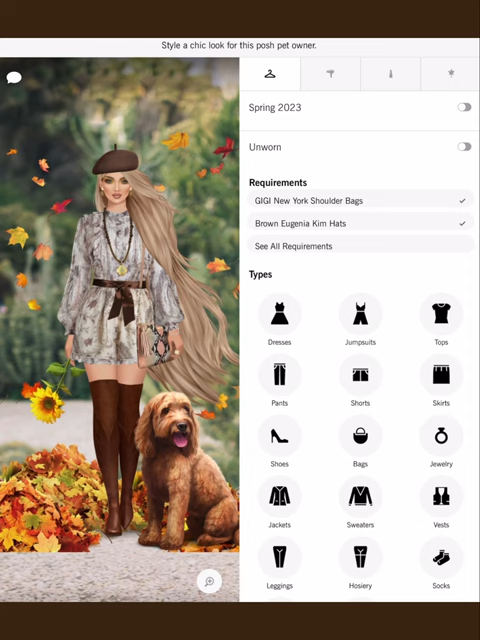 Style a chic look for this posh pet owner.
Spring 2023
Unworn
Requirements
GIGI New York Shoulder Bags
Brown Eugenia Kim Hats
See All Requirements
Types
Dresses
Jumpsuits
Tops
Pants
Shorts
Skirts
Shoes
Bags
Jewelry
Jackets
Sweaters
Vests
Leggings
Hosiery
Socks